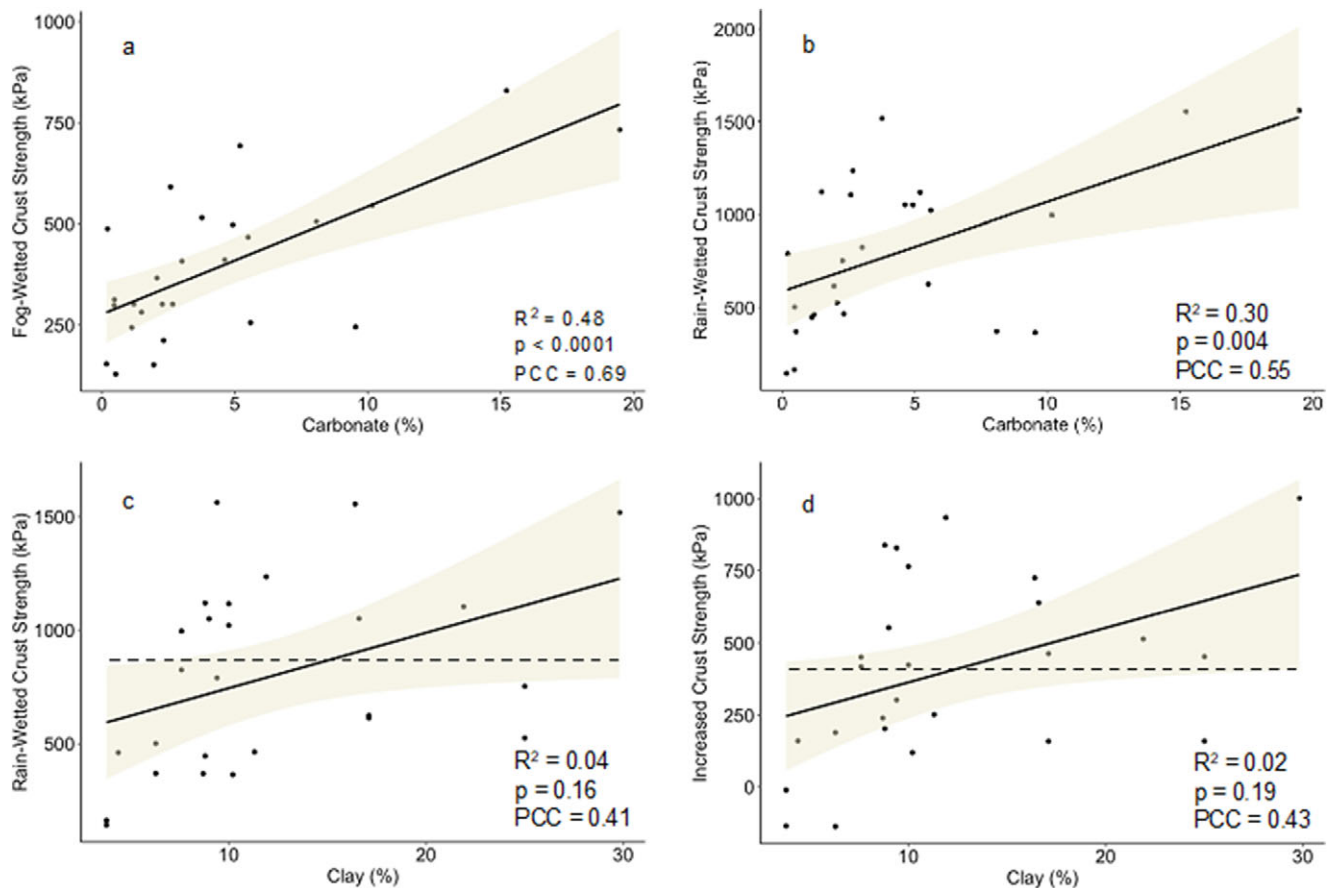 a
1000
750
500
250
Fog-Wetted Crust Strength (kPa)
R² = 0.48
p < 0.0001
PCC = 0.69
0 5 10 15 20
Carbonate (%)
b
2000
1500
1000
500
0
Rain-Wetted Crust Strength (kPa)
R² = 0.30
p = 0.004
PCC = 0.55
0 5 10 15 20
Carbonate (%)
c
1500
1000
500
Rain-Wetted Crust Strength (kPa)
R² = 0.04
p = 0.16
PCC = 0.41
10 20 30
Clay (%)
d
1000
750
500
250
0
Increased Crust Strength (kPa)
R² = 0.02
p = 0.19
PCC = 0.43
10 20 30
Clay (%)